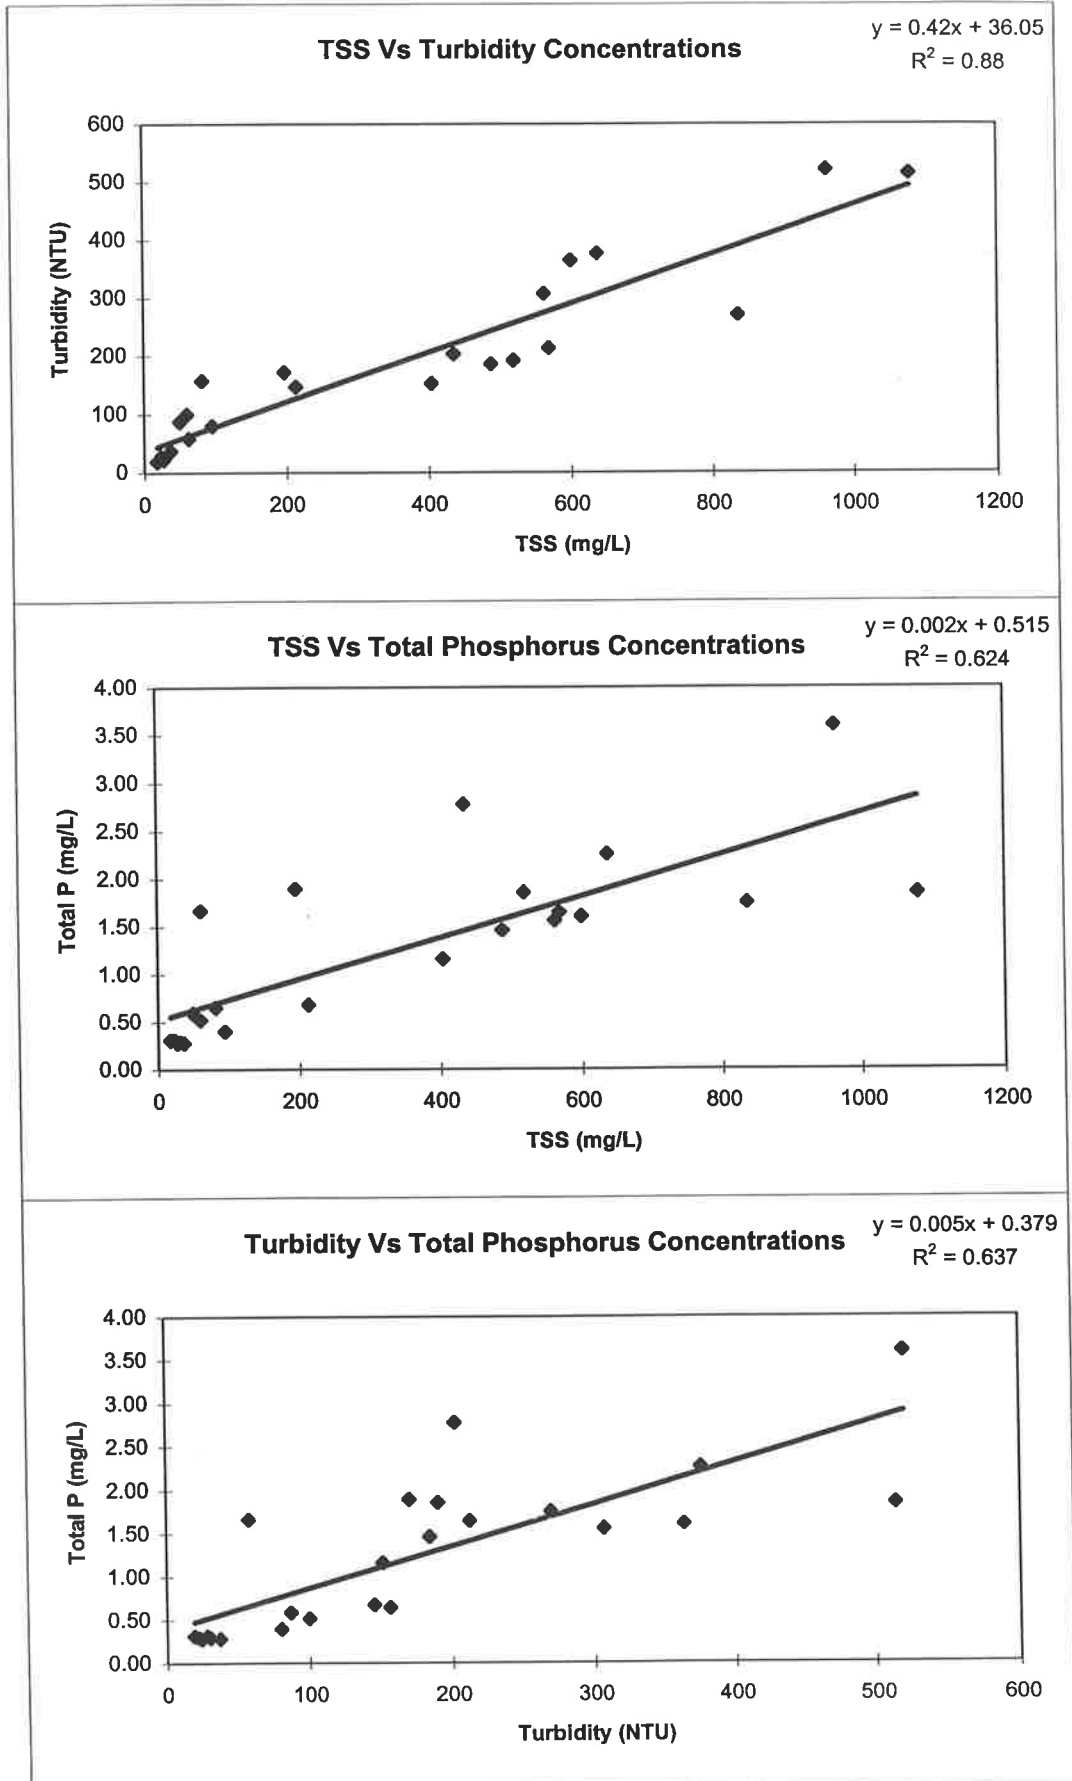 y = 0.42x + 36.05
R² = 0.88
TSS Vs Turbidity Concentrations
600
500
400
300
200
100
0
Turbidity (NTU)
0 200 400 600 800 1000 1200
TSS (mg/L)
y = 0.002x + 0.515
R² = 0.624
TSS Vs Total Phosphorus Concentrations
4.00
3.50
3.00
2.50
2.00
1.50
1.00
0.50
0.00
Total P (mg/L)
0 200 400 600 800 1000 1200
TSS (mg/L)
y = 0.005x + 0.379
R² = 0.637
Turbidity Vs Total Phosphorus Concentrations
4.00
3.50
3.00
2.50
2.00
1.50
1.00
0.50
0.00
Total P (mg/L)
0 100 200 300 400 500 600
Turbidity (NTU)